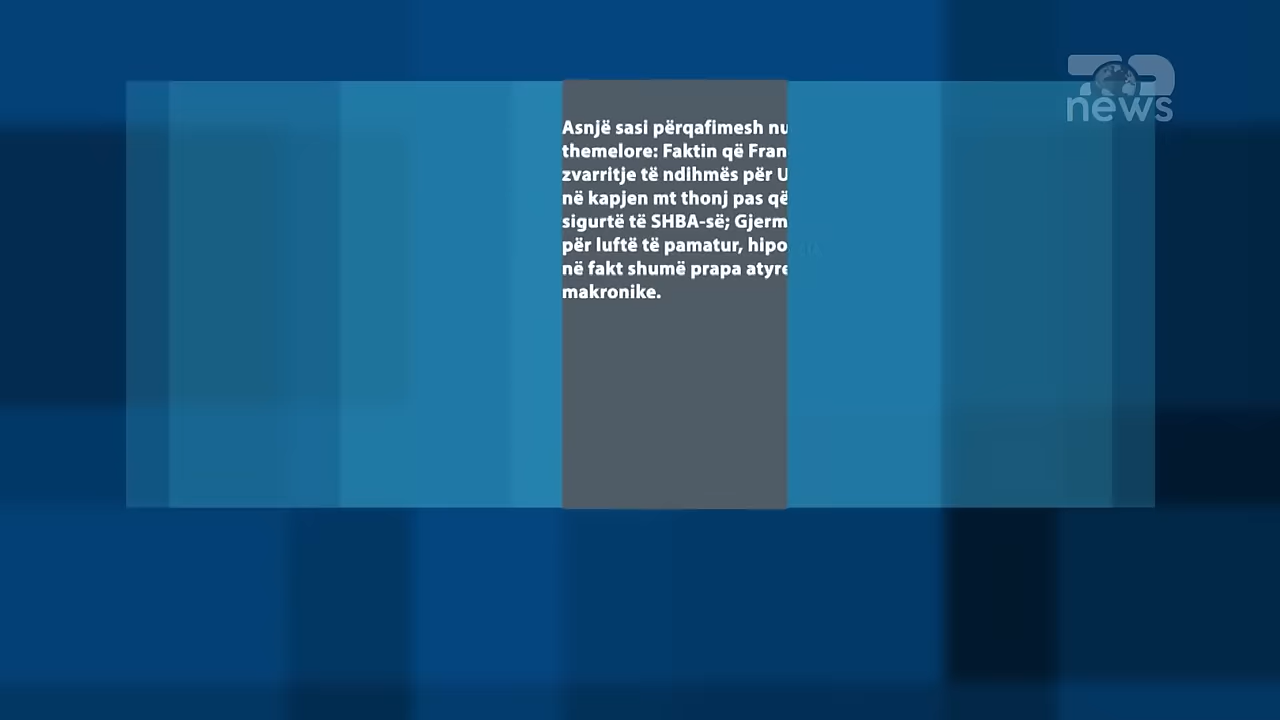 news
Asnjë sasi përqafimesh nu
themelore: Faktin që Fran
zvarritje të ndihmës për U
në kapjen mt thonj pas që
sigurtë të SHBA-së; Gjerm
për luftë të pamatur, hipo
në fakt shumë prapa atyre
makronike.